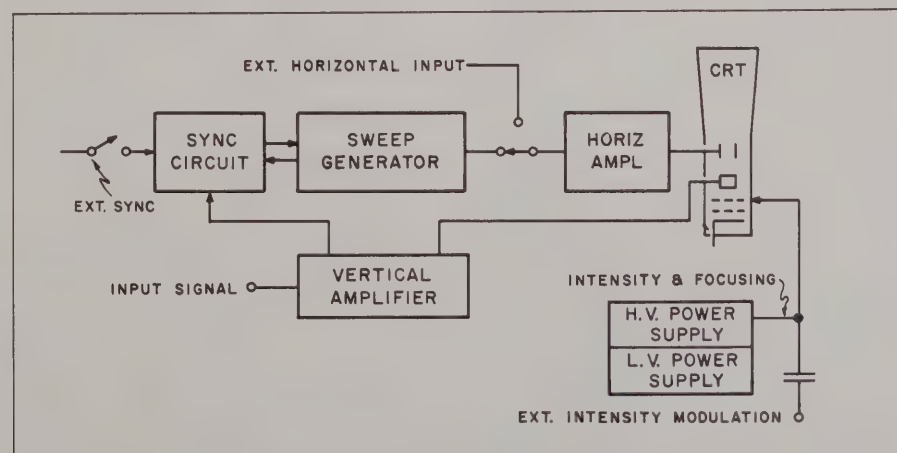 EXT. HORIZONTAL INPUT
CRT
SYNC
CIRCUIT
SWEEP
GENERATOR
HORIZ
AMPL
EXT. SYNC
INPUT SIGNAL
VERTICAL
AMPLIFIER
INTENSITY & FOCUSING
H.V. POWER
SUPPLY
L.V. POWER
SUPPLY
EXT. INTENSITY MODULATION